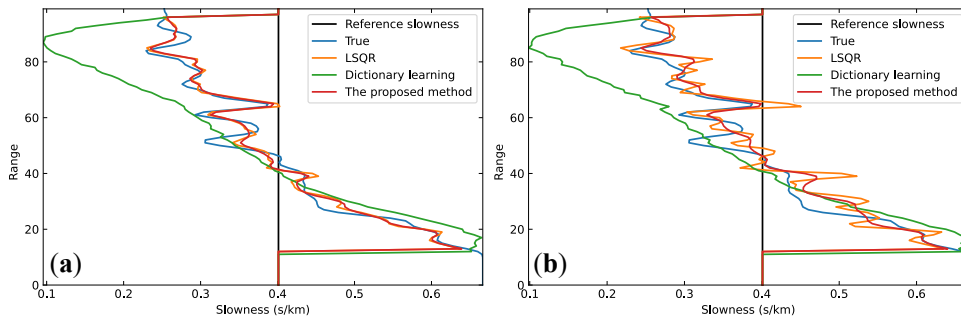 Reference slowness
True
LSQR
Dictionary learning
The proposed method
80
60
40
20
0
Range
(a)
0.1 0.2 0.3 0.4 0.5 0.6
Slowness (s/km)
Reference slowness
True
LSQR
Dictionary learning
The proposed method
80
60
40
20
0
Range
(b)
0.1 0.2 0.3 0.4 0.5 0.6
Slowness (s/km)